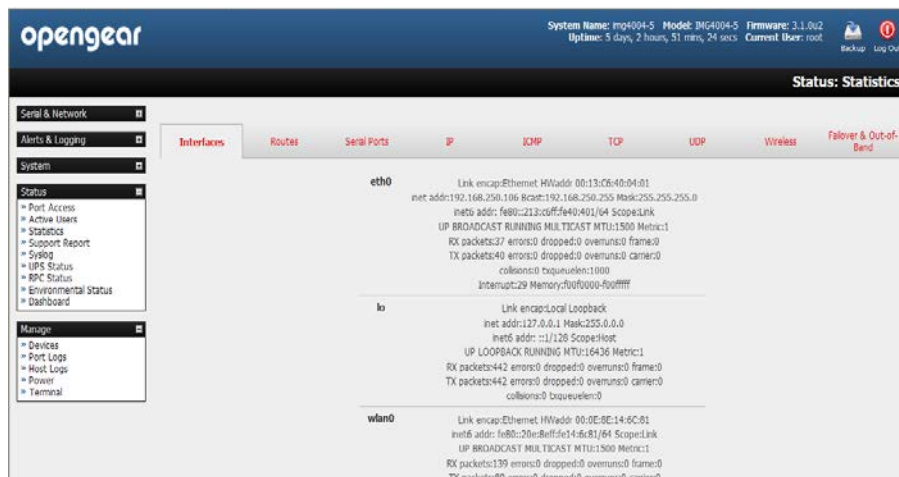 opengear
System Name: img4004-5 Model: IMG4004-5 Firmware: 3.1.0u2
Uptime: 5 days, 2 hours, 51 mins, 24 secs Current User: root
Backup
Log Out
Status: Statistics
Serial & Network
Alerts & Logging
System
Status
Port Access
Active Users
Statistics
Support Report
Syslog
UPS Status
RPC Status
Environmental Status
Dashboard
Manage
Devices
Port Logs
Host Logs
Power
Terminal
Interfaces
Routes
Serial Ports
IP
ICMP
TCP
UDP
Wireless
Failover & Out-of-
Band
eth0
Link encap:Ethernet HWaddr 00:13:C6:40:04:01
inet addr:192.168.250.106 Bcast:192.168.250.255 Mask:255.255.255.0
inet6 addr: fe80::213:c6ff:fe40:401/64 Scope:Link
UP BROADCAST RUNNING MULTICAST MTU:1500 Metric:1
RX packets:37 errors:0 dropped:0 overruns:0 frame:0
TX packets:40 errors:0 dropped:0 overruns:0 carrier:0
collisions:0 txqueuelen:1000
Interrupt:29 Memory:f00f0000-f00fffff
lo
Link encap:Local Loopback
inet addr:127.0.0.1 Mask:255.0.0.0
inet6 addr: ::1/128 Scope:Host
UP LOOPBACK RUNNING MTU:16436 Metric:1
RX packets:442 errors:0 dropped:0 overruns:0 frame:0
TX packets:442 errors:0 dropped:0 overruns:0 carrier:0
collisions:0 txqueuelen:0
wlan0
Link encap:Ethernet HWaddr 00:0E:8E:14:6C:81
inet6 addr: fe80::20e:8eff:fe14:6c81/64 Scope:Link
UP BROADCAST MULTICAST MTU:1500 Metric:1
RX packets:139 errors:0 dropped:0 overruns:0 frame:0
TX packets:80 errors:0 dropped:0 overruns:0 carrier:0